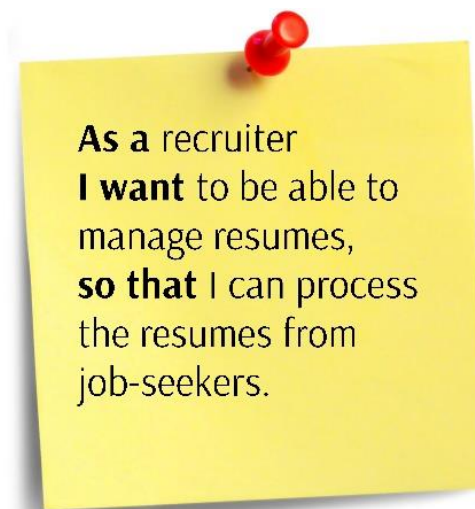 As a recruiter
I want to be able to
manage resumes,
so that I can process
the resumes from
job-seekers.